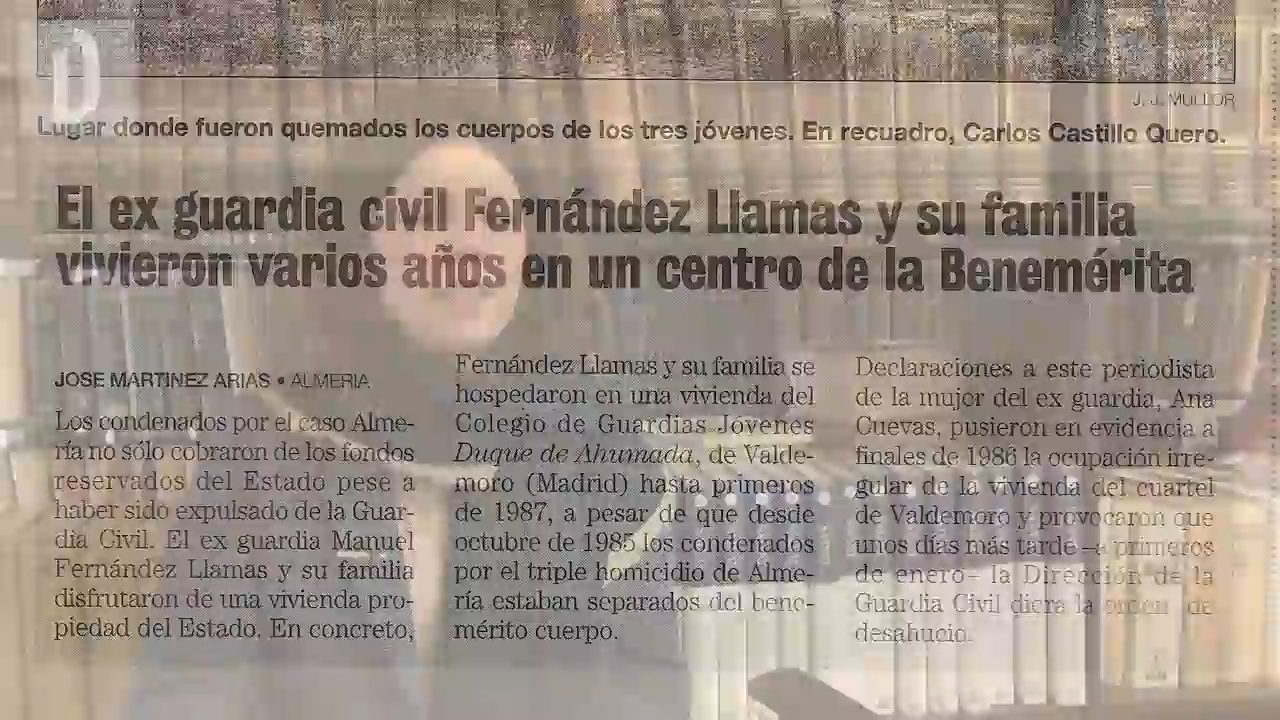 D
J. J. MULLOR
Lugar donde fueron quemados los cuerpos de los tres jóvenes. En recuadro, Carlos Castillo Quero.
El ex guardia civil Fernández Llamas y su familia
vivieron varios años en un centro de la Benemérita
JOSE MARTINEZ ARIAS • ALMERIA
Los condenados por el caso Alme-
ría no sólo cobraron de los fondos
reservados del Estado pese a
haber sido expulsado de la Guar-
dia Civil. El ex guardia Manuel
Fernández Llamas y su familia
disfrutaron de una vivienda pro-
piedad del Estado. En concreto,
Fernández Llamas y su familia se
hospedaron en una vivienda del
Colegio de Guardias Jóvenes
Duque de Ahumada, de Valde-
moro (Madrid) hasta primeros
de 1987, a pesar de que desde
octubre de 1985 los condenados
por el triple homicidio de Alme-
ría estaban separados del bene-
mérito cuerpo.
Declaraciones a este periodista
de la mujor del ex guardia, Ana
Cuevas, pusieron en evidencia a
finales de 1986 la ocupación irre-
gular de la vivienda del cuartel
de Valdemoro y provocaron que
unos días más tarde –a primeros
de enero– la Dirección de la
Guardia Civil diera la orden de
desahucio.